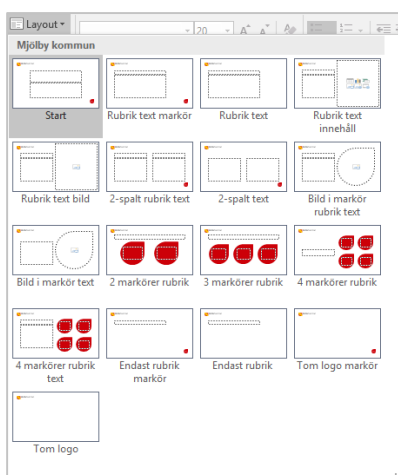 Layout
20
Mjölby kommun
Start
Rubrik text markör
Rubrik text
Rubrik text
innehåll
Rubrik text bild
2-spalt rubrik text
2-spalt text
Bild i markör
rubrik text
Bild i markör text
2 markörer rubrik
3 markörer rubrik
4 markörer rubrik
4 markörer rubrik
text
Endast rubrik
markör
Endast rubrik
Tom logo markör
Tom logo